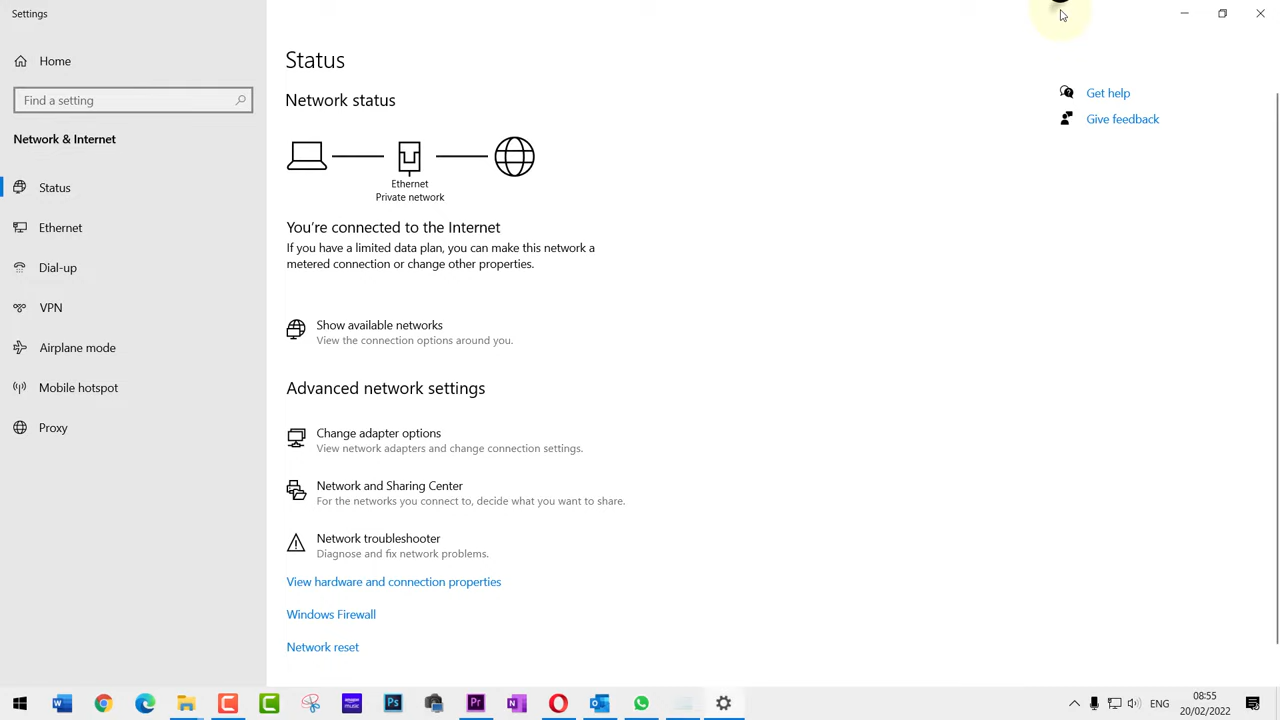 Settings
Home
Find a setting
Network & Internet
Status
Ethernet
Dial-up
VPN
Airplane mode
Mobile hotspot
Proxy
Status
Network status
Ethernet
Private network
You're connected to the Internet
If you have a limited data plan, you can make this network a
metered connection or change other properties.
Show available networks
View the connection options around you.
Advanced network settings
Change adapter options
View network adapters and change connection settings.
Network and Sharing Center
For the networks you connect to, decide what you want to share.
Network troubleshooter
Diagnose and fix network problems.
View hardware and connection properties
Windows Firewall
Network reset
Get help
Give feedback
ENG
08:55
20/02/2022